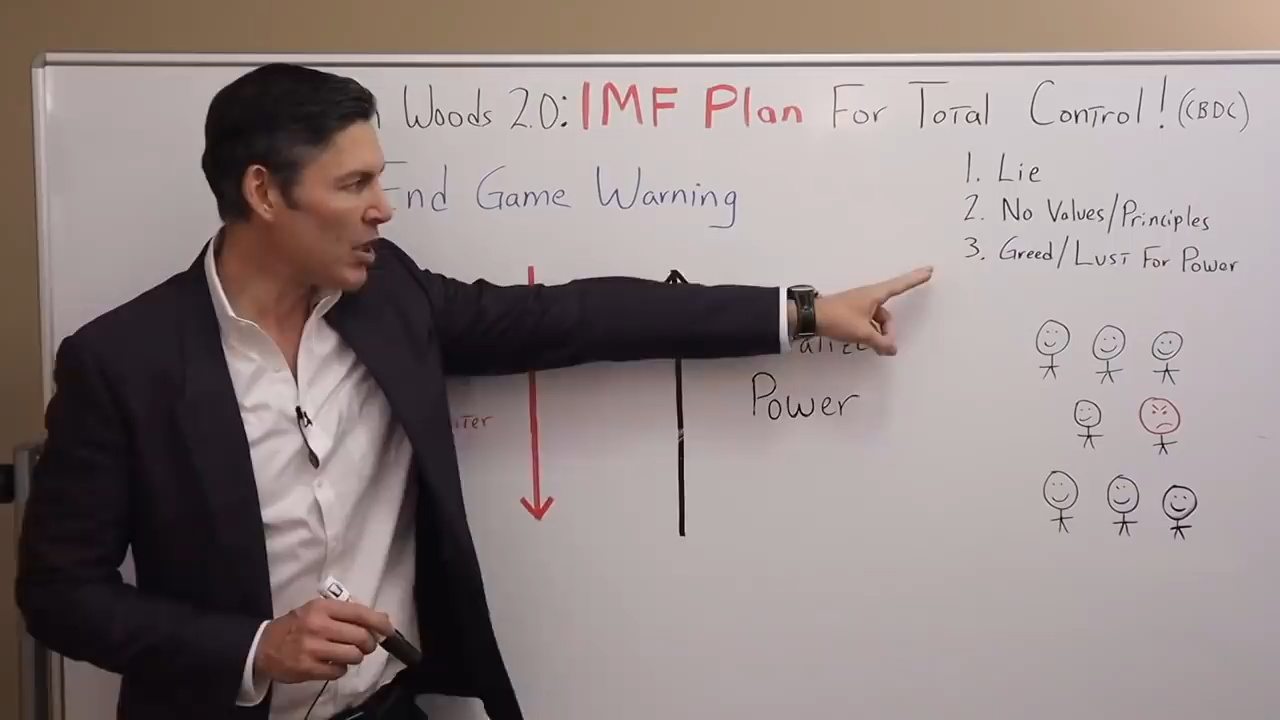 Woods 2.0: IMF Plan For Total Control! (CBDC)
End Game Warning
1. Lie
2. No Values/Principles
3. Greed/Lust For Power
Power